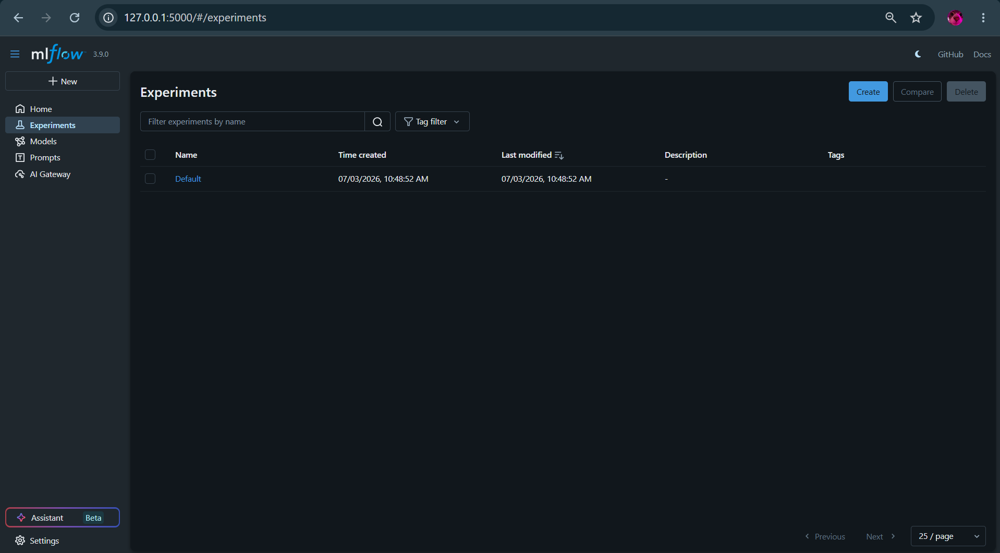 127.0.0.1:5000/#/experiments
mlflow 3.9.0
GitHub Docs
New
Home
Experiments
Models
Prompts
AI Gateway
Assistant Beta
Settings
Experiments
Create Compare Delete
Filter experiments by name Tag filter
Name Time created Last modified Description Tags
Default 07/03/2026, 10:48:52 AM 07/03/2026, 10:48:52 AM -
Previous Next 25 / page